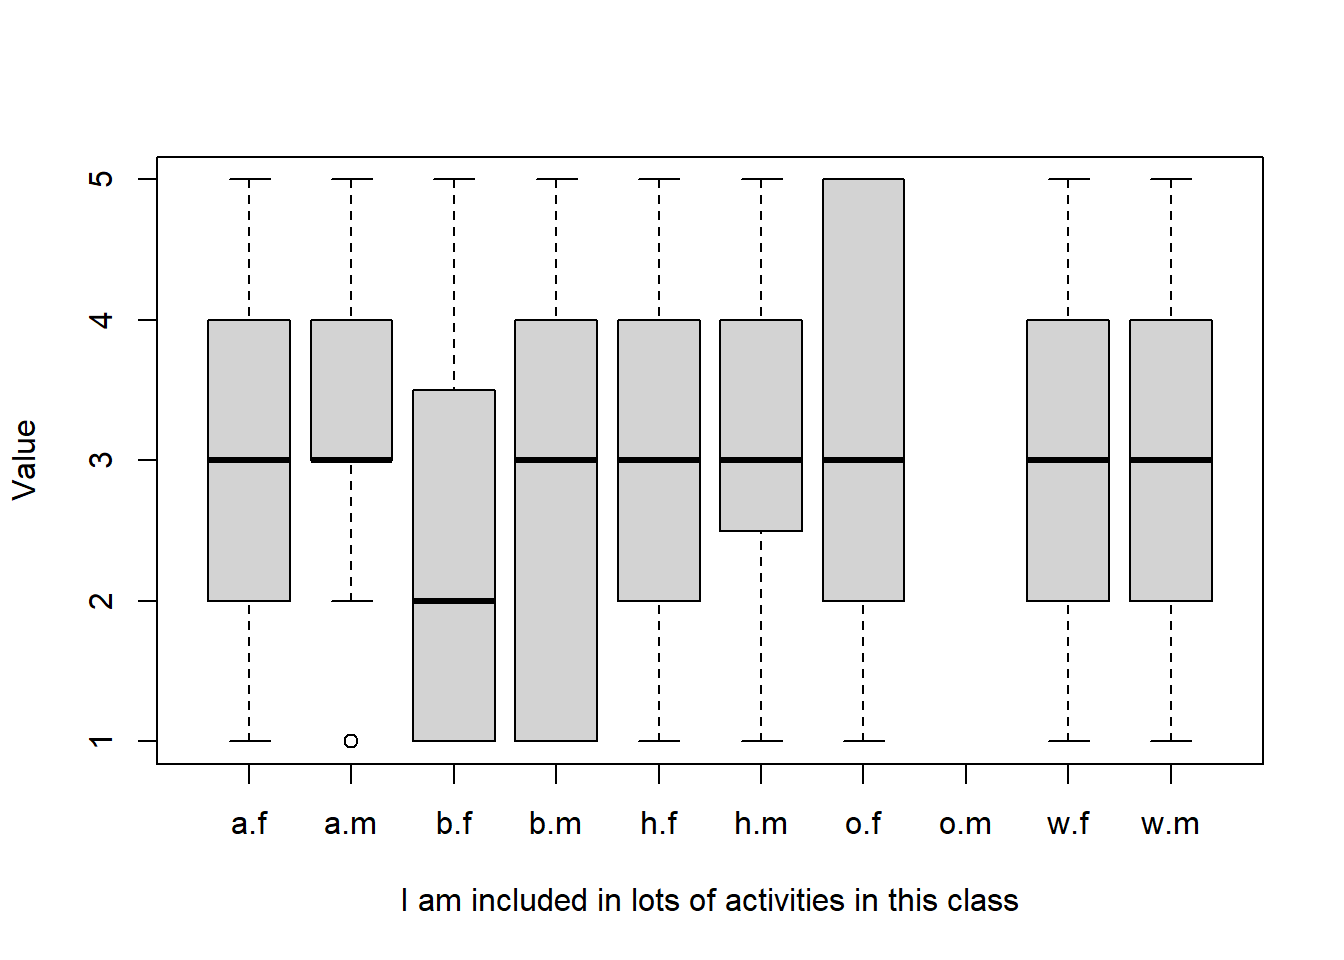 Value
5
4
3
2
1
a.f a.m b.f b.m h.f h.m o.f o.m w.f w.m
I am included in lots of activities in this class